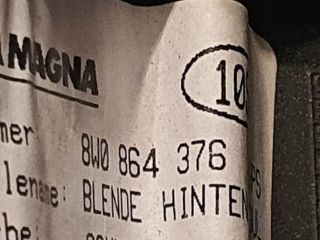 MAGNA
10
mer 8W0 864 376
lename: BLENDE HINTEN